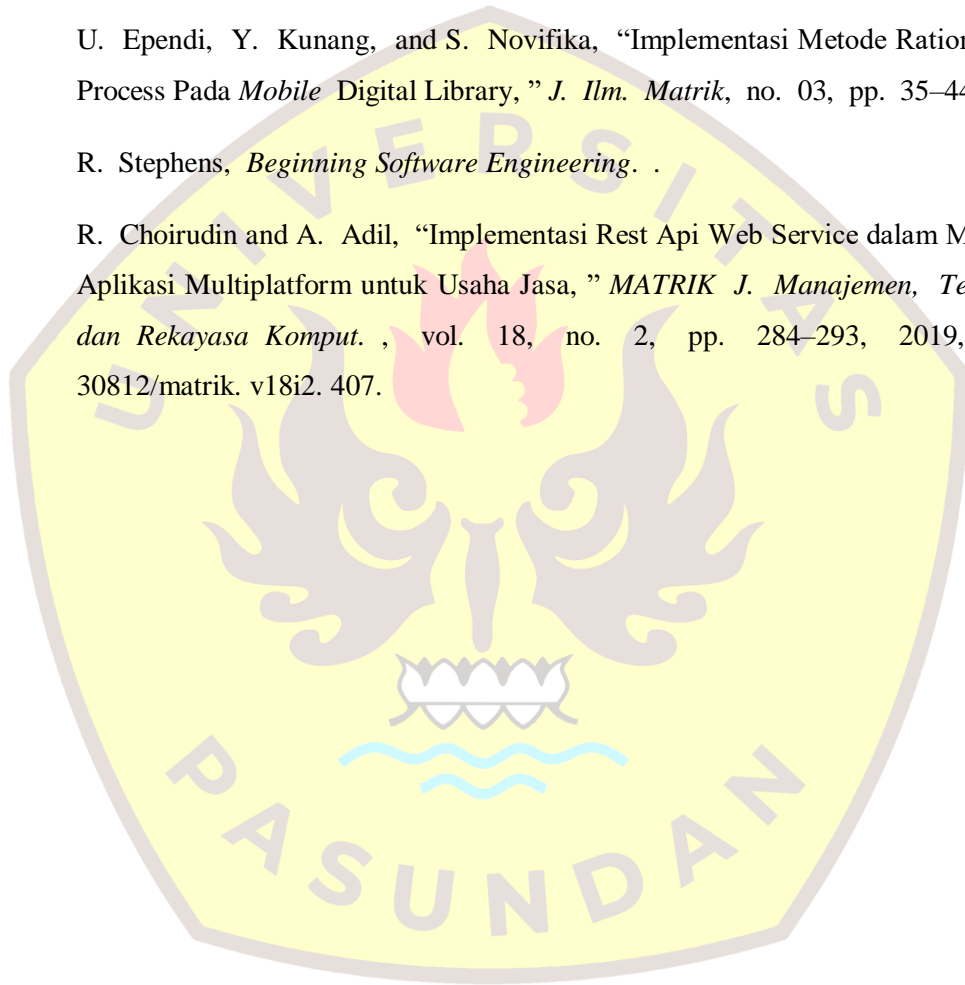 U. Ependi, Y. Kunang, and S. Novifika, “Implementasi Metode Ration
Process Pada Mobile Digital Library, ” J. Ilm. Matrik, no. 03, pp. 35–44
R. Stephens, Beginning Software Engineering. .
R. Choirudin and A. Adil, “Implementasi Rest Api Web Service dalam M
Aplikasi Multiplatform untuk Usaha Jasa, ” MATRIK J. Manajemen, Te
dan Rekayasa Komput. , vol. 18, no. 2, pp. 284–293, 2019,
30812/matrik. v18i2. 407.
UNIVERSITAS
PASUNDAN